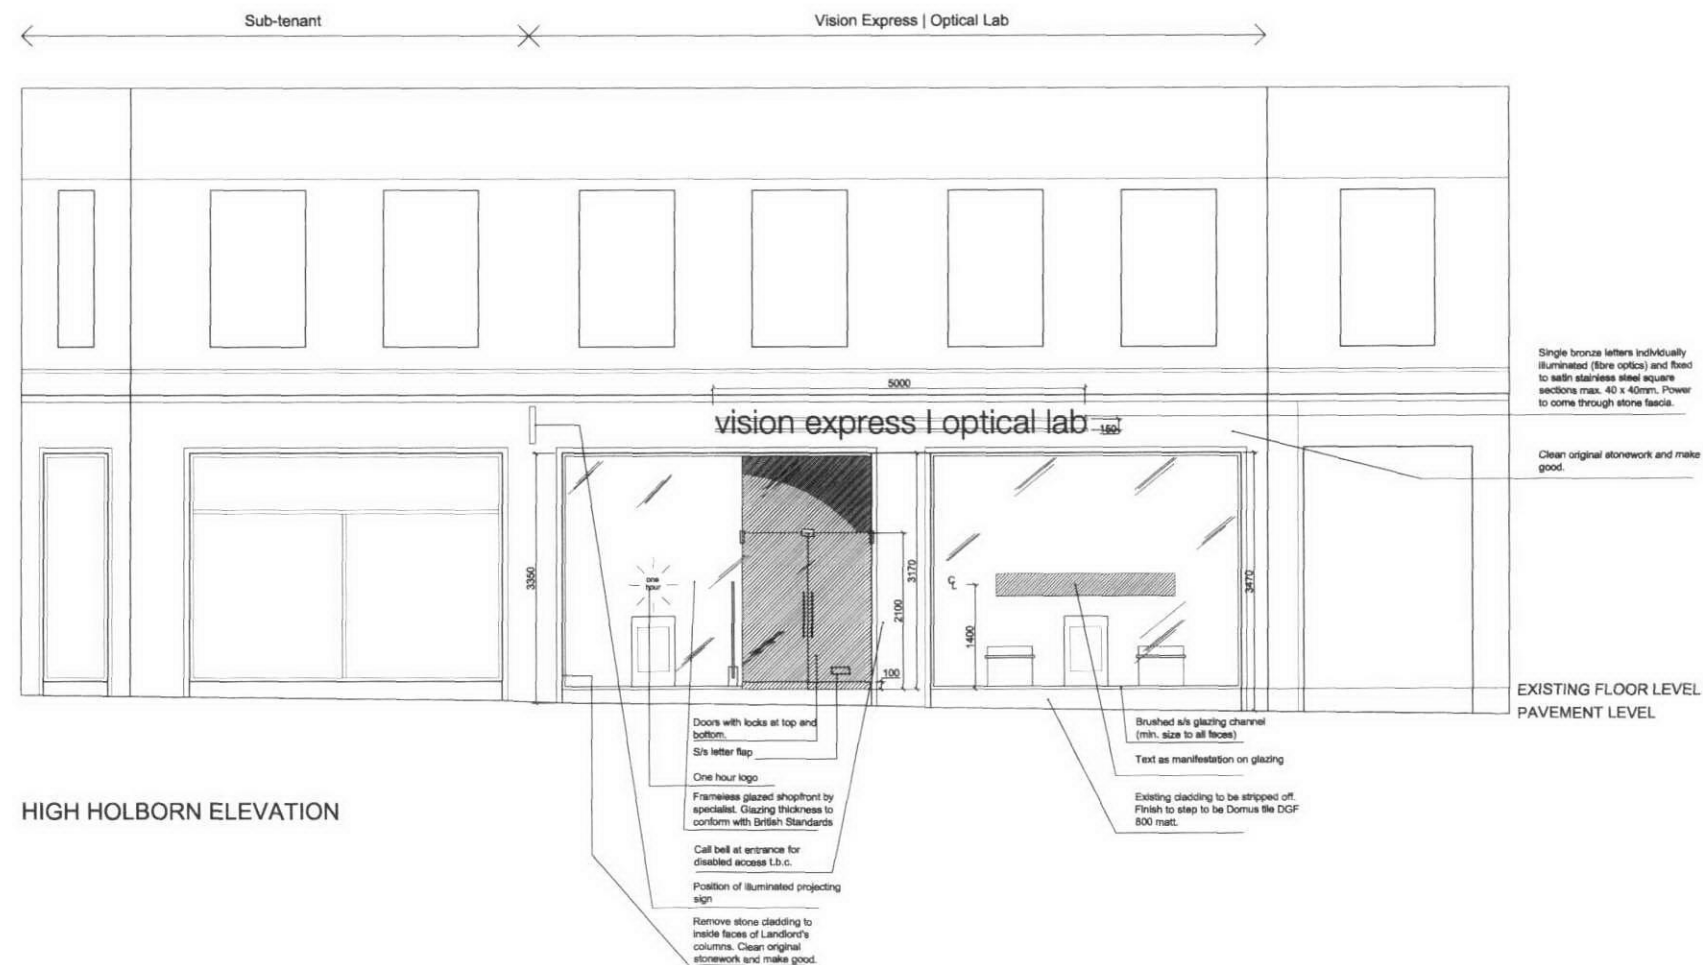 Sub-tenant
Vision Express | Optical Lab
Single bronze letters individually
illuminated (fibre optics) and fixed
to satin stainless steel square
sections max. 40 x 40mm. Power
to come through stone fascia.
5000
vision express | optical lab
150
Clean original stonework and make
good.
3350
one
hour
3170
2100
100
C
L
1400
3470
EXISTING FLOOR LEVEL
PAVEMENT LEVEL
Doors with locks at top and
bottom.
S/s letter flap
One hour logo
Frameless glazed shopfront by
specialist. Glazing thickness to
conform with British Standards
Call bell at entrance for
disabled access t.b.c.
Position of illuminated projecting
sign
Remove stone cladding to
inside faces of Landlord's
columns. Clean original
stonework and make good.
Brushed s/s glazing channel
(min. size to all faces)
Text as manifestation on glazing
Existing cladding to be stripped off.
Finish to step to be Domus tile DGF
800 matt.
HIGH HOLBORN ELEVATION